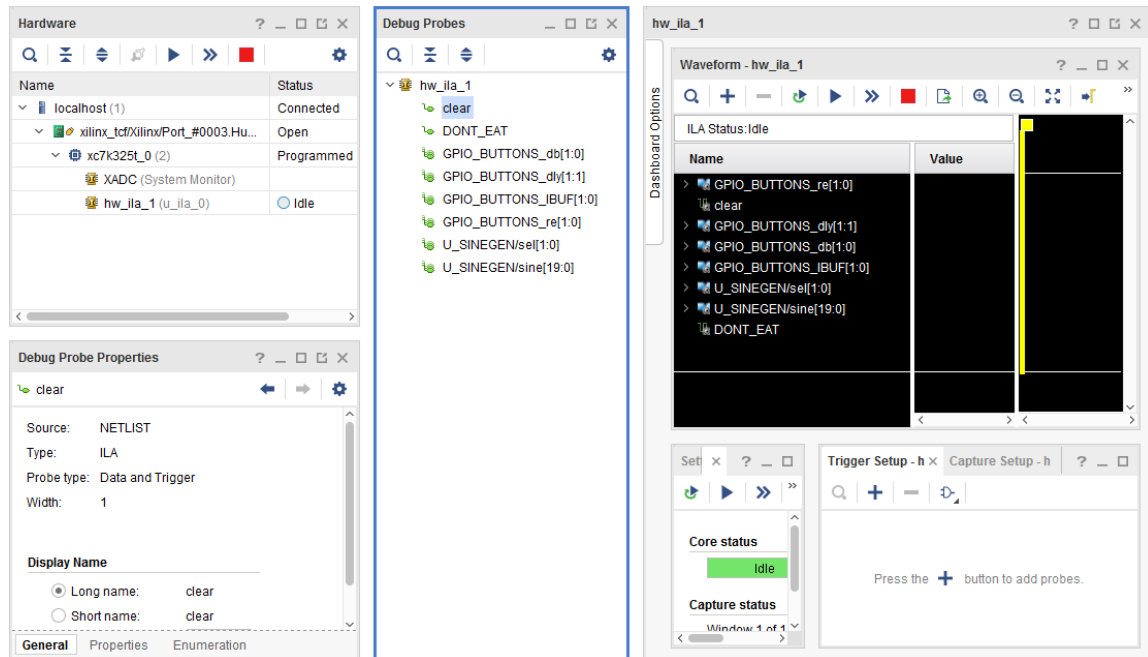 Hardware
Name Status
localhost (1) Connected
xilinx_tcf/Xilinx/Port_#0003.Hu... Open
xc7k325t_0 (2) Programmed
XADC (System Monitor)
hw_ila_1 (u_ila_0) Idle
Debug Probe Properties
clear
Source: NETLIST
Type: ILA
Probe type: Data and Trigger
Width: 1
Display Name
Long name: clear
Short name: clear
General Properties Enumeration
Debug Probes
hw_ila_1
clear
DONT_EAT
GPIO_BUTTONS_db[1:0]
GPIO_BUTTONS_dly[1:1]
GPIO_BUTTONS_IBUF[1:0]
GPIO_BUTTONS_re[1:0]
U_SINEGEN/sel[1:0]
U_SINEGEN/sine[19:0]
hw_ila_1
Dashboard Options
Waveform - hw_ila_1
ILA Status:Idle
Name Value
GPIO_BUTTONS_re[1:0]
clear
GPIO_BUTTONS_dly[1:1]
GPIO_BUTTONS_db[1:0]
GPIO_BUTTONS_IBUF[1:0]
U_SINEGEN/sel[1:0]
U_SINEGEN/sine[19:0]
DONT_EAT
Core status
Idle
Capture status
Window 1 of 1
Trigger Setup - h Capture Setup - h
Press the + button to add probes.